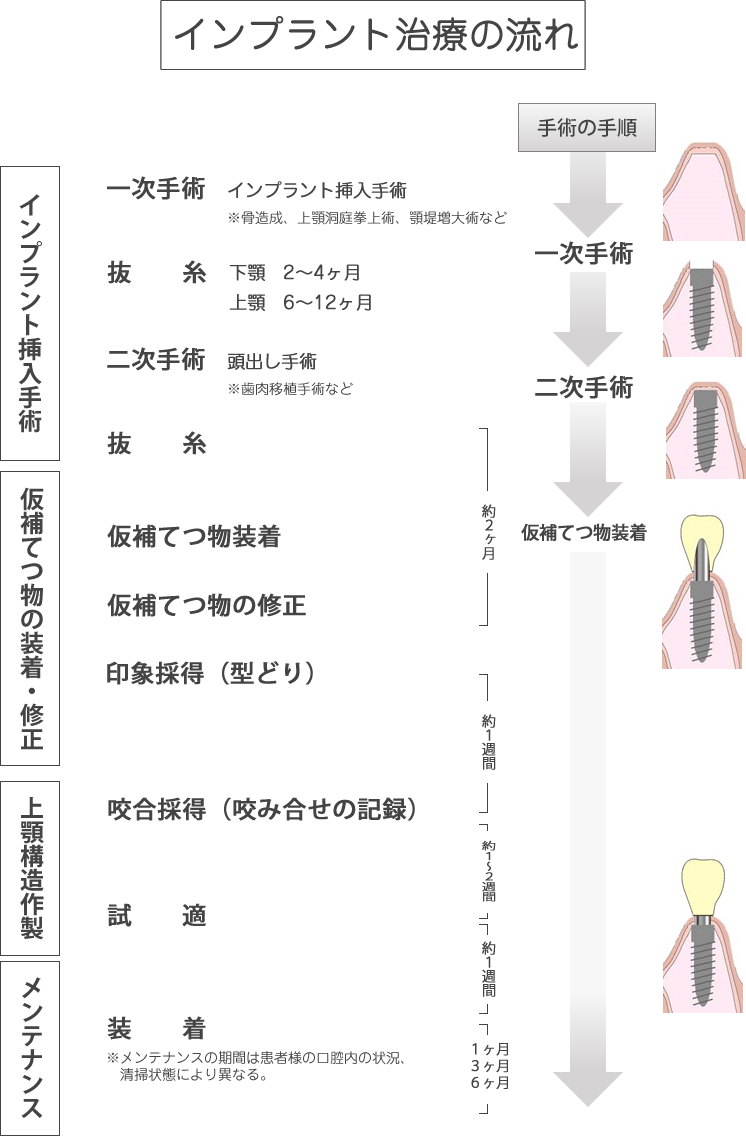 インプラント治療の流れ
手術の手順
インプラント挿入手術
一次手術 インプラント挿入手術
※骨造成、上顎洞庭拳上術、顎堤増大術など
一次手術
抜 糸 下顎 2〜4ヶ月
上顎 6〜12ヶ月
二次手術 頭出し手術
※歯肉移植手術など
二次手術
抜 糸
約2ヶ月
仮補てつ物の装着・修正
仮補てつ物装着
仮補てつ物装着
仮補てつ物の修正
印象採得（型どり）
約1週間
上顎構造作製
咬合採得（咬み合せの記録）
約1〜2週間
試 適
約1週間
メンテナンス
装 着
※メンテナンスの期間は患者様の口腔内の状況、
清掃状態により異なる。
1ヶ月
3ヶ月
6ヶ月